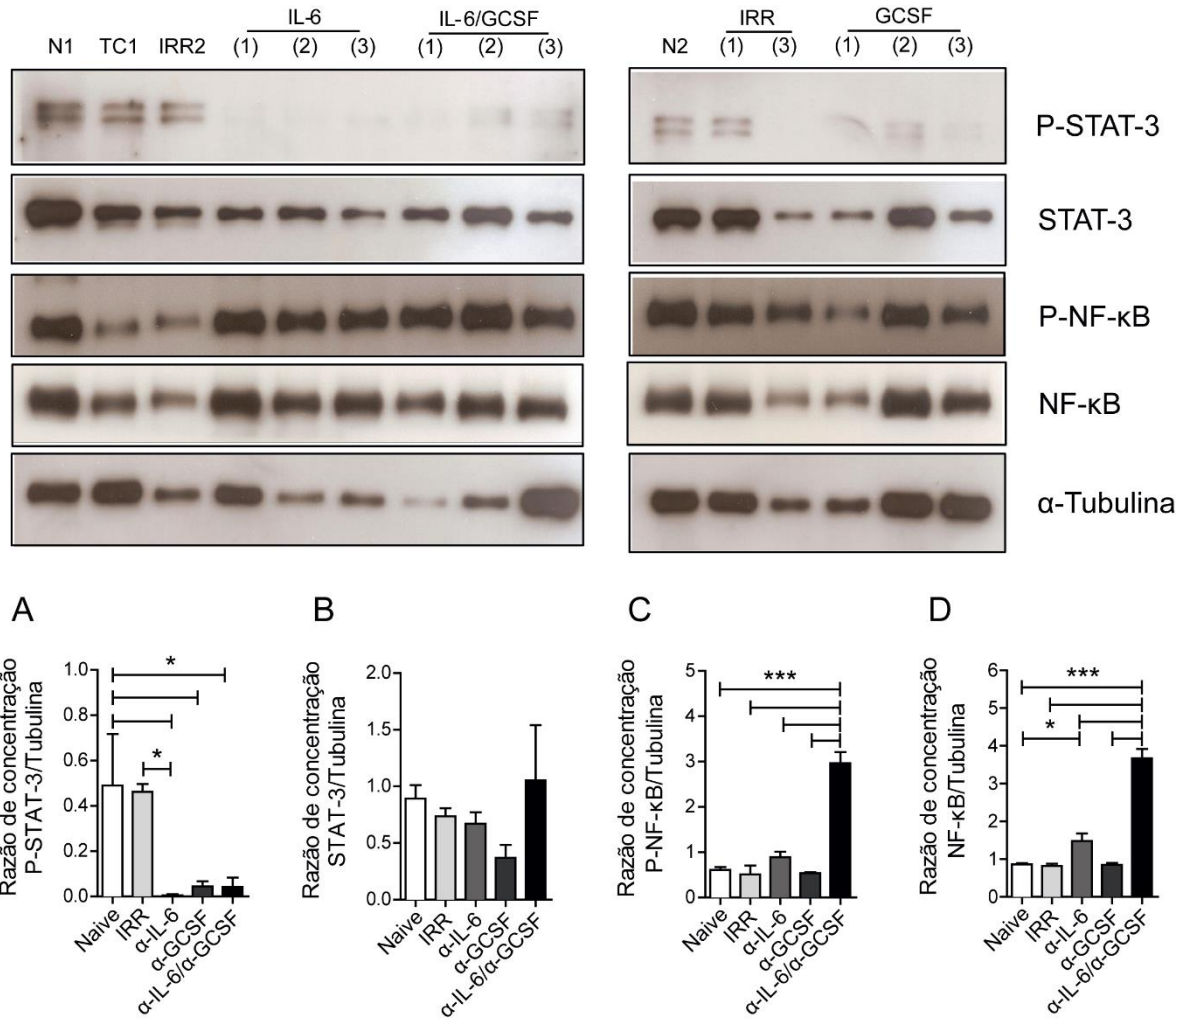 IL-6 IL-6/GCSF IRR GCSF
N1 TC1 IRR2 (1) (2) (3) (1) (2) (3) N2 (1) (3) (1) (2) (3)
P-STAT-3
STAT-3
P-NF-κB
NF-κB
α-Tubulina
A
Razão de concentração
P-STAT-3/Tubulina
1.0
0.8
0.6
0.4
0.2
0.0
*
*
Naive
IRR
α-IL-6
α-GCSF
α-IL-6/α-GCSF
B
Razão de concentração
STAT-3/Tubulina
2.0
1.5
1.0
0.5
0.0
Naive
IRR
α-IL-6
α-GCSF
α-IL-6/α-GCSF
C
Razão de concentração
P-NF-κB/Tubulina
5
4
3
2
1
0
***
Naive
IRR
α-IL-6
α-GCSF
α-IL-6/α-GCSF
D
Razão de concentração
NF-κB/Tubulina
6
5
4
3
2
1
0
***
*
Naive
IRR
α-IL-6
α-GCSF
α-IL-6/α-GCSF